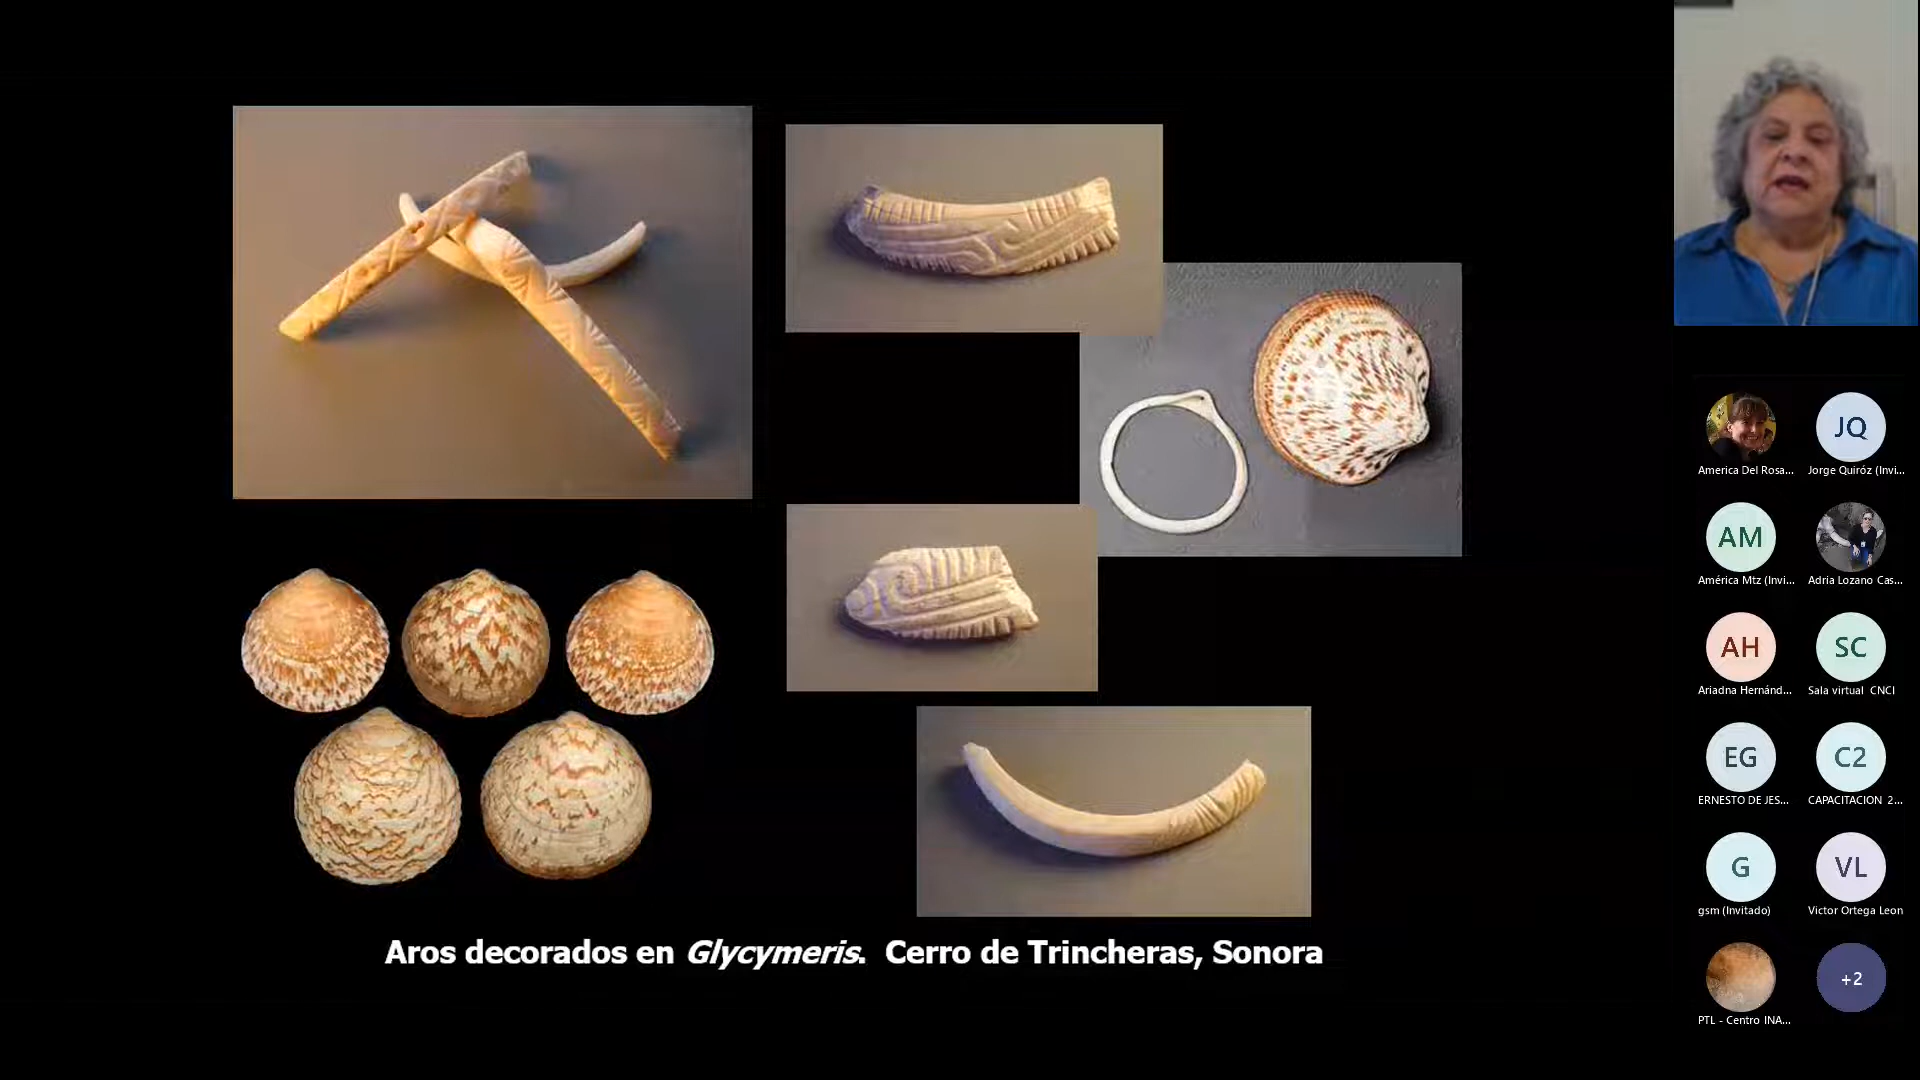 Aros decorados en Glycymeris. Cerro de Trincheras, Sonora
JQ
America Del Rosa...
Jorge Quiróz (Invi...
AM
América Mtz (Invi...
Adria Lozano Cas...
AH
SC
Ariadna Hernánd...
Sala virtual CNCI
EG
C2
ERNESTO DE JES...
CAPACITACION 2...
G
VL
gsm (Invitado)
Victor Ortega Leon
+2
PTL - Centro INA...